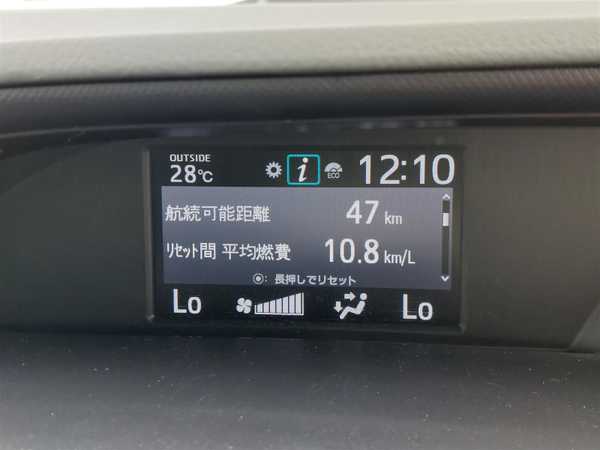 OUTSIDE
28℃ i ECO 12:10
航続可能距離 47 km
リセット間 平均燃費 10.8 km/L
◉: 長押しでリセット
Lo Lo